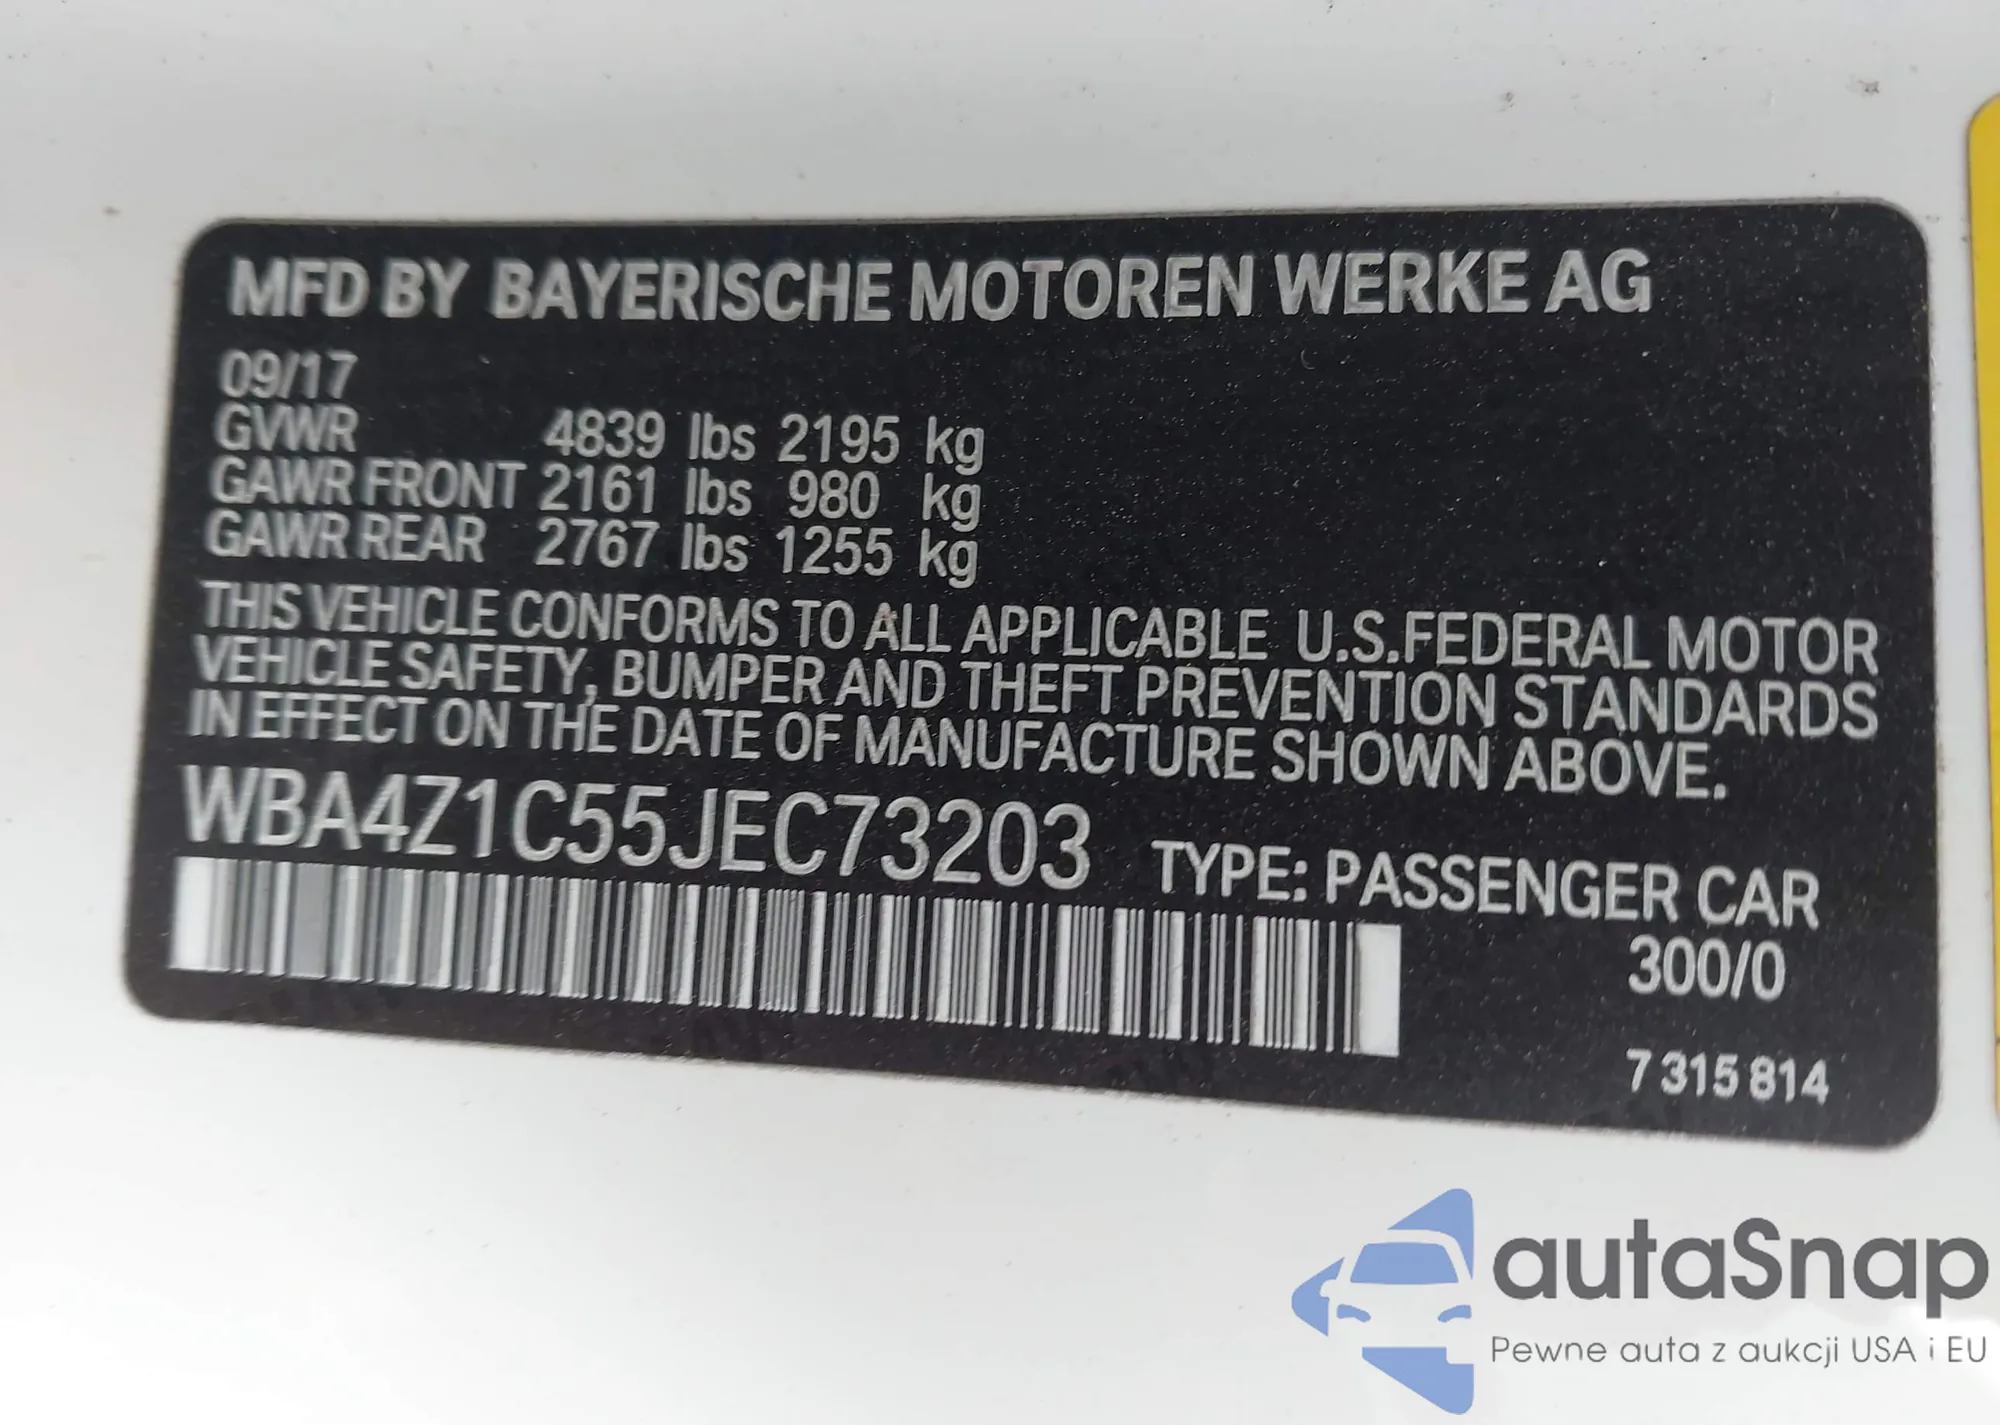 MFD BY BAYERISCHE MOTOREN WERKE AG
09/17
GVWR 4839 lbs 2195 kg
GAWR FRONT 2161 lbs 980 kg
GAWR REAR 2767 lbs 1255 kg
THIS VEHICLE CONFORMS TO ALL APPLICABLE U.S.FEDERAL MOTOR
VEHICLE SAFETY, BUMPER AND THEFT PREVENTION STANDARDS
IN EFFECT ON THE DATE OF MANUFACTURE SHOWN ABOVE.
WBA4Z1C55JEC73203 TYPE: PASSENGER CAR
300/0
7 315 814
autaSnap
Pewne auta z aukcji USA i EU